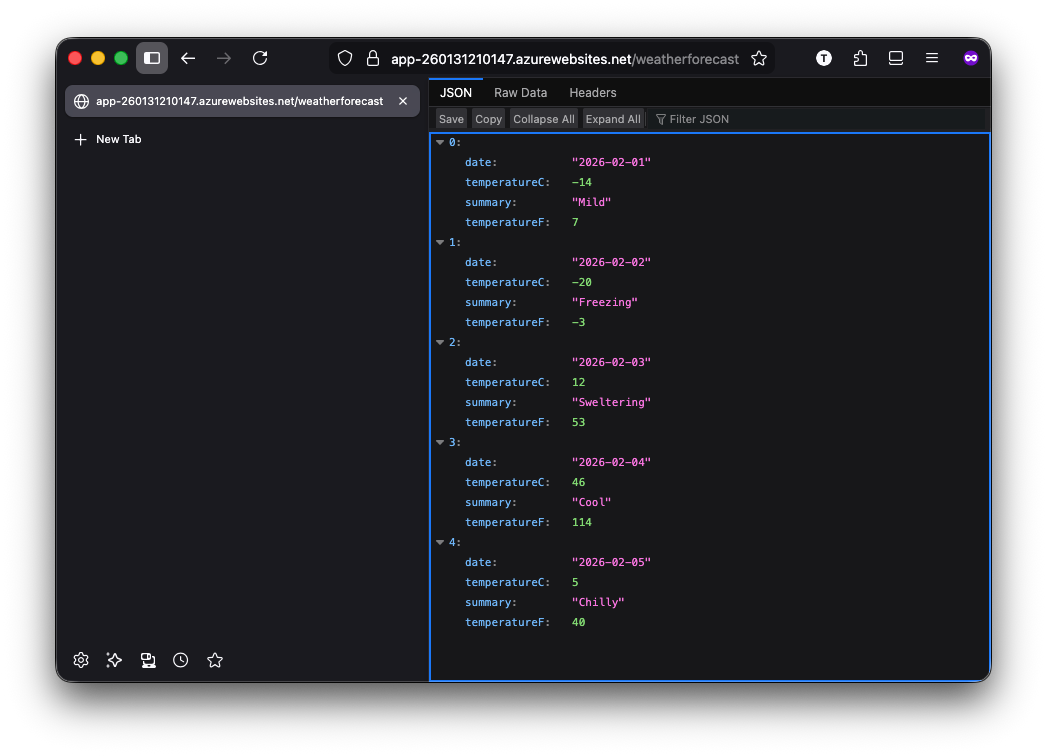 app-260131210147.azurewebsites.net/weatherforecast
T
app-260131210147.azurewebsites.net/weatherforecast
New Tab
JSON Raw Data Headers
Save Copy Collapse All Expand All Filter JSON
0:
date: "2026-02-01"
temperatureC: -14
summary: "Mild"
temperatureF: 7
1:
date: "2026-02-02"
temperatureC: -20
summary: "Freezing"
temperatureF: -3
2:
date: "2026-02-03"
temperatureC: 12
summary: "Sweltering"
temperatureF: 53
3:
date: "2026-02-04"
temperatureC: 46
summary: "Cool"
temperatureF: 114
4:
date: "2026-02-05"
temperatureC: 5
summary: "Chilly"
temperatureF: 40